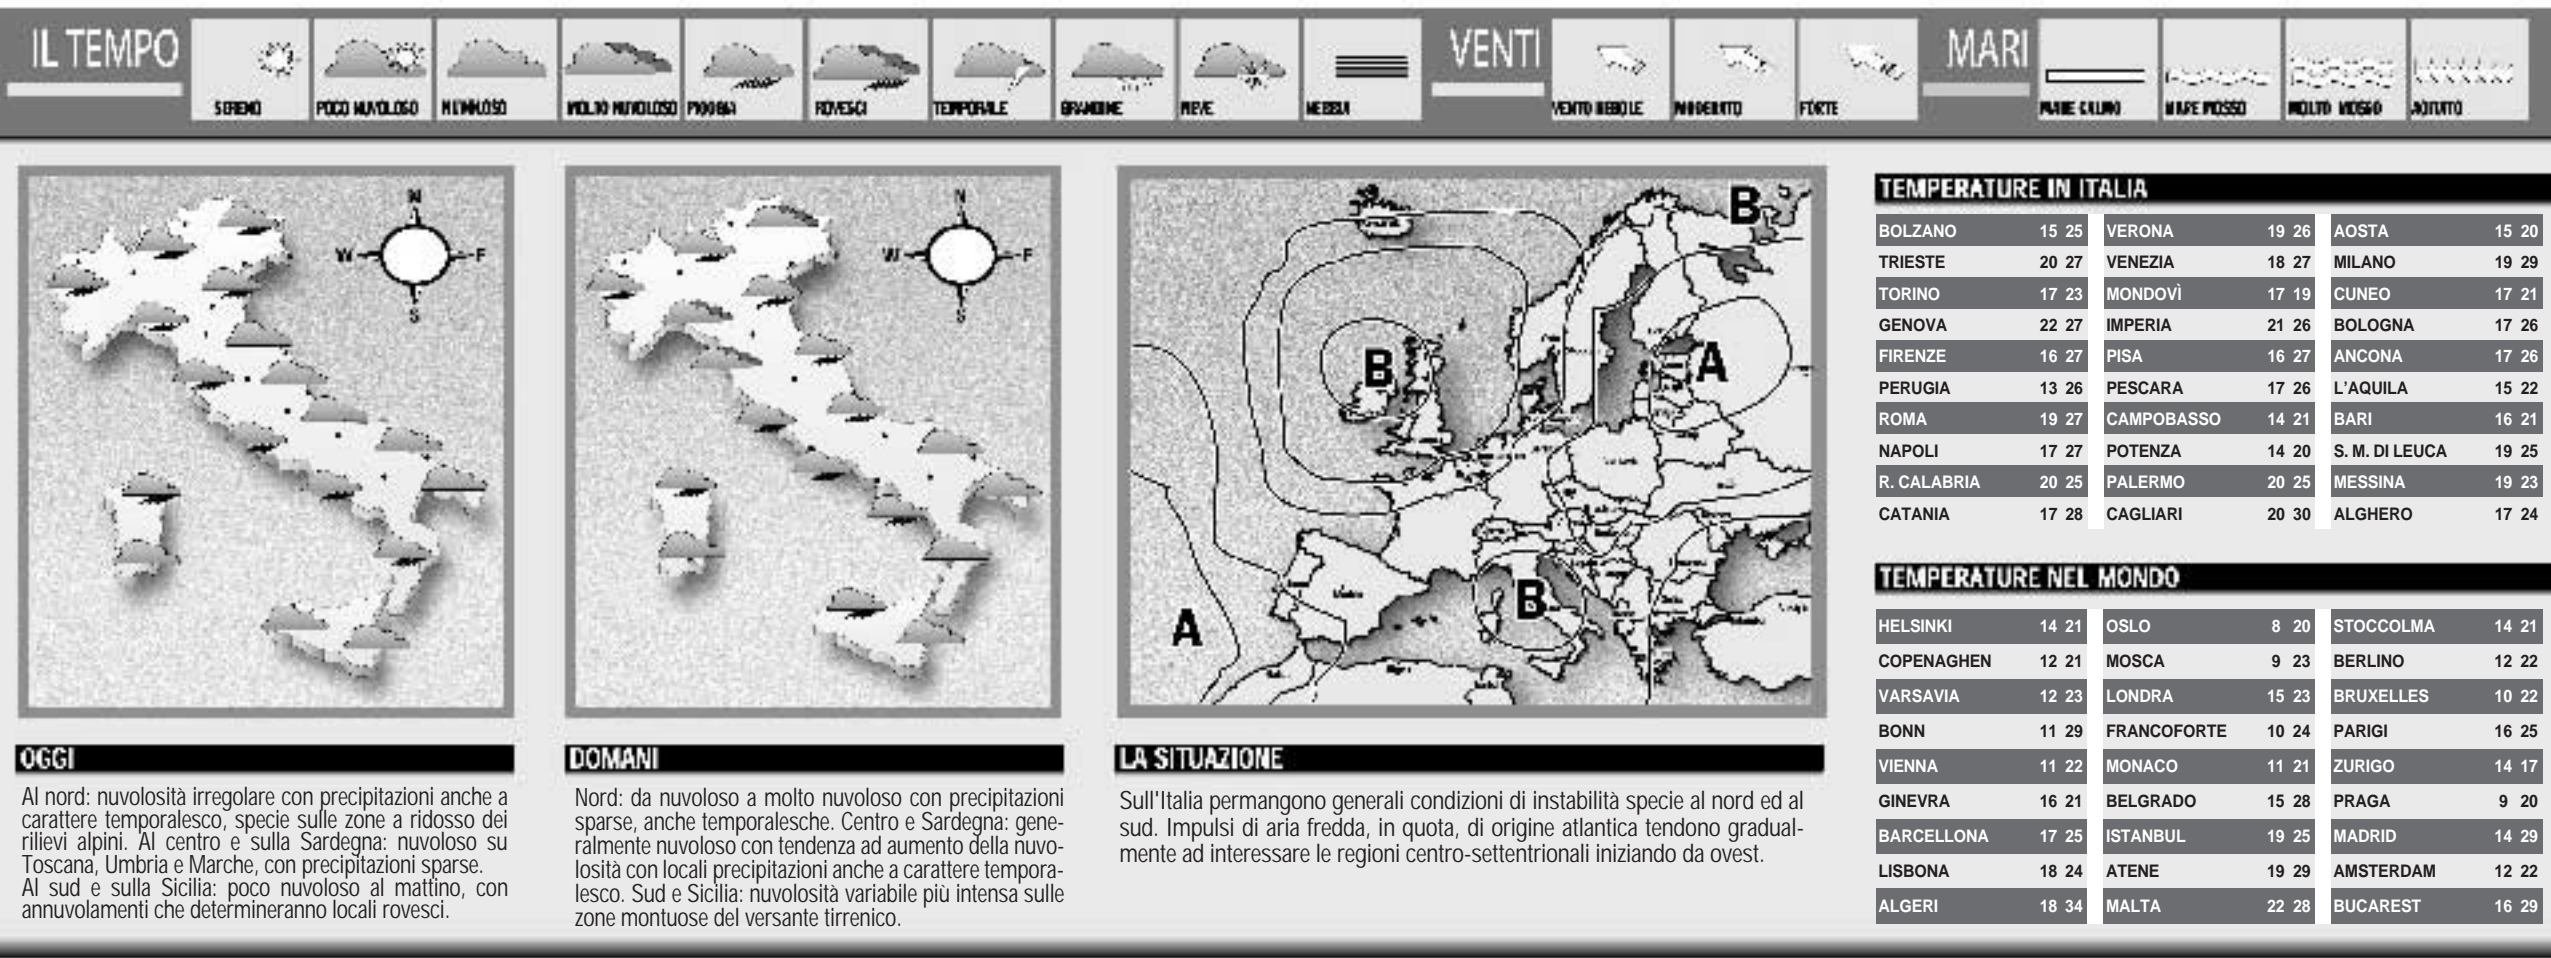 IL TEMPO
SERENO
POCO NUVOLOSO
NUVOLOSO
MOLTO NUVOLOSO
PIOGGIA
ROVESCI
TEMPORALE
GRANDINE
NEVE
NEBBIA
VENTI
VENTO DEBOLE
MODERATO
FORTE
MARI
MARE CALMO
MARE MOSSO
MOLTO MOSSO
AGITATO
N
W
S
N
W
S
B
B
A
B
A
OGGI
Al nord: nuvolosità irregolare con precipitazioni anche a
carattere temporalesco, specie sulle zone a ridosso dei
rilievi alpini. Al centro e sulla Sardegna: nuvoloso su
Toscana, Umbria e Marche, con precipitazioni sparse.
Al sud e sulla Sicilia: poco nuvoloso al mattino, con
annuvolamenti che determineranno locali rovesci.
DOMANI
Nord: da nuvoloso a molto nuvoloso con precipitazioni
sparse, anche temporalesche. Centro e Sardegna: gene-
ralmente nuvoloso con tendenza ad aumento della nuvo-
losità con locali precipitazioni anche a carattere tempora-
lesco. Sud e Sicilia: nuvolosità variabile più intensa sulle
zone montuose del versante tirrenico.
LA SITUAZIONE
Sull'Italia permangono generali condizioni di instabilità specie al nord ed al
sud. Impulsi di aria fredda, in quota, di origine atlantica tendono gradual-
mente ad interessare le regioni centro-settentrionali iniziando da ovest.
TEMPERATURE IN ITALIA
BOLZANO 15 25 VERONA 19 26 AOSTA 15 20
TRIESTE 20 27 VENEZIA 18 27 MILANO 19 29
TORINO 17 23 MONDOVÌ 17 19 CUNEO 17 21
GENOVA 22 27 IMPERIA 21 26 BOLOGNA 17 26
FIRENZE 16 27 PISA 16 27 ANCONA 17 26
PERUGIA 13 26 PESCARA 17 26 L'AQUILA 15 22
ROMA 19 27 CAMPOBASSO 14 21 BARI 16 21
NAPOLI 17 27 POTENZA 14 20 S. M. DI LEUCA 19 25
R. CALABRIA 20 25 PALERMO 20 25 MESSINA 19 23
CATANIA 17 28 CAGLIARI 20 30 ALGHERO 17 24
TEMPERATURE NEL MONDO
HELSINKI 14 21 OSLO 8 20 STOCCOLMA 14 21
COPENAGHEN 12 21 MOSCA 9 23 BERLINO 12 22
VARSAVIA 12 23 LONDRA 15 23 BRUXELLES 10 22
BONN 11 29 FRANCOFORTE 10 24 PARIGI 16 25
VIENNA 11 22 MONACO 11 21 ZURIGO 14 17
GINEVRA 16 21 BELGRADO 15 28 PRAGA 9 20
BARCELLONA 17 25 ISTANBUL 19 25 MADRID 14 29
LISBONA 18 24 ATENE 19 29 AMSTERDAM 12 22
ALGERI 18 34 MALTA 22 28 BUCAREST 16 29